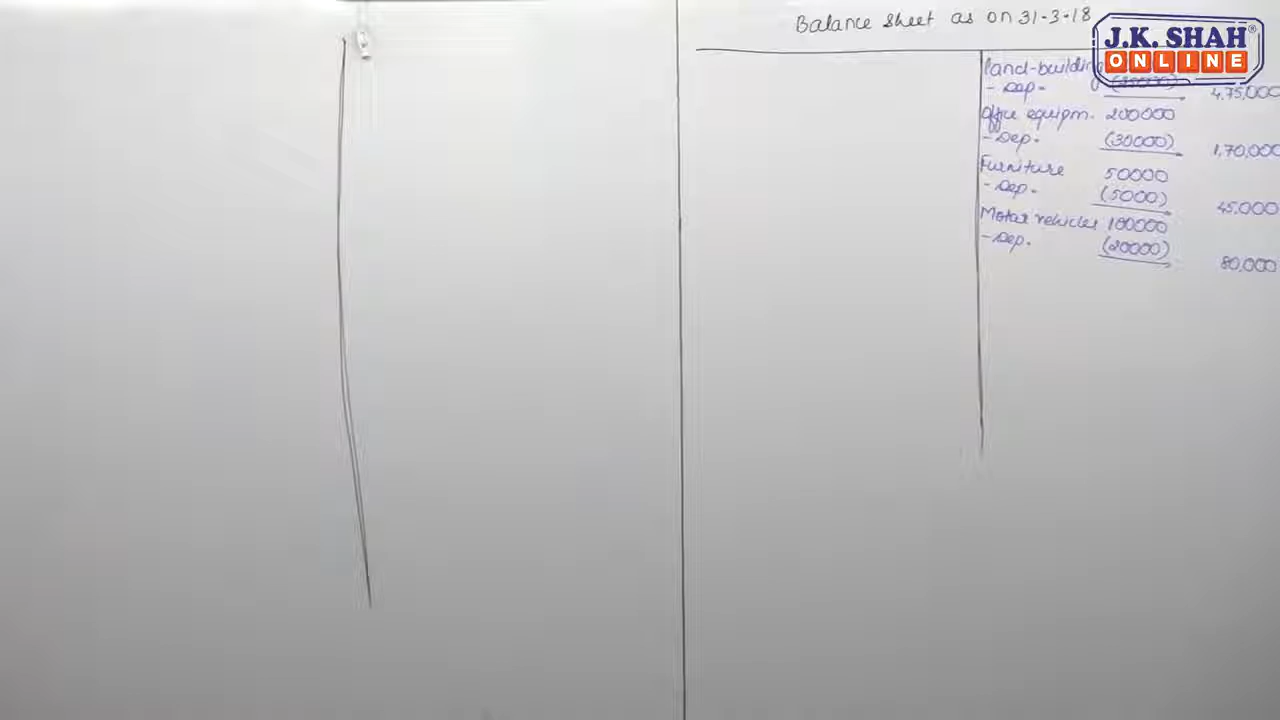 Balance Sheet as on 31-3-18
J.K. SHAH®
ONLINE
Land-building
- Dep. (25000) 4,75,000
Office equipm. 200000
- Dep. (30000) 1,70,000
Furniture 50000
- Dep. (5000) 45,000
Motor vehicles 100000
- Dep. (20000) 80,000